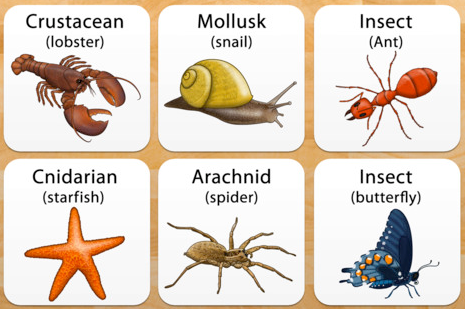 Crustacean
(lobster)
Mollusk
(snail)
Insect
(Ant)
Cnidarian
(starfish)
Arachnid
(spider)
Insect
(butterfly)